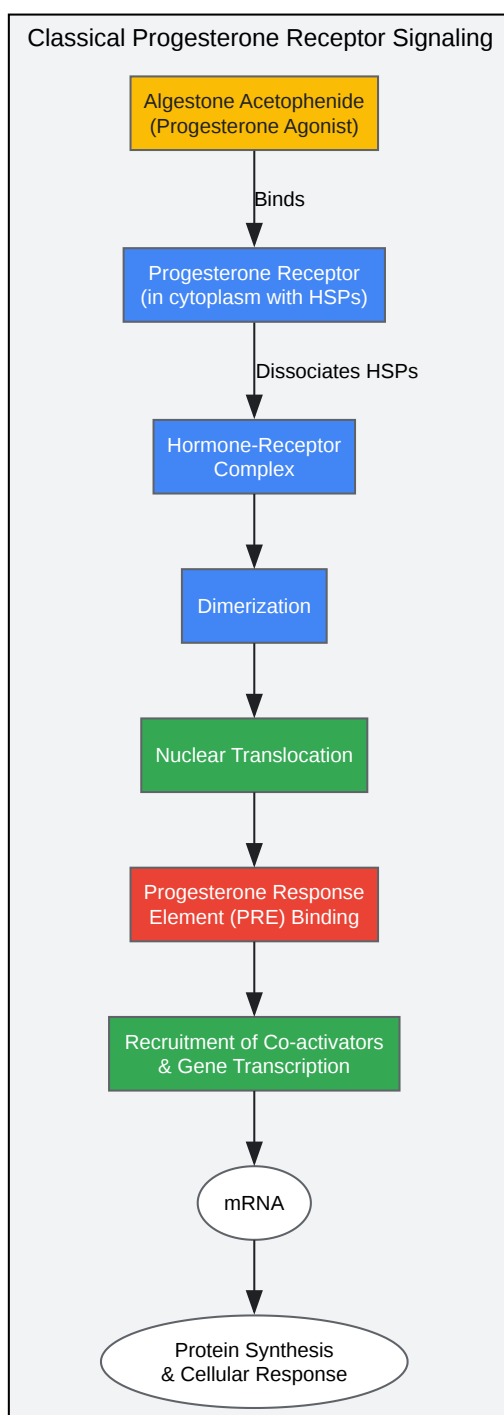 Classical Progesterone Receptor Signaling
Algestone Acetophenide
(Progesterone Agonist)
Binds
Progesterone Receptor
(in cytoplasm with HSPs)
Dissociates HSPs
Hormone-Receptor
Complex
Dimerization
Nuclear Translocation
Progesterone Response
Element (PRE) Binding
Recruitment of Co-activators
& Gene Transcription
mRNA
Protein Synthesis
& Cellular Response